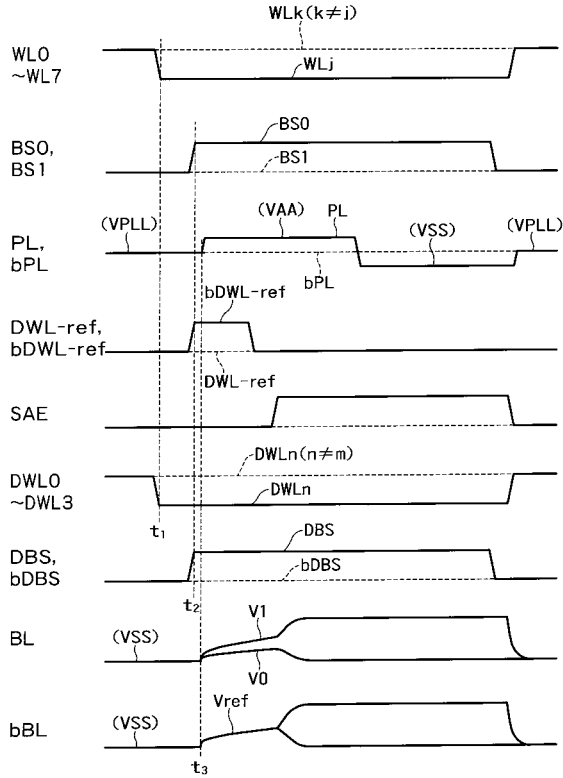 WLk(k≠j)
WL0
~WL7
WLj
BS0,
BS1
BS0
BS1
(VPLL)
(VAA)
PL
(VSS)
(VPLL)
PL,
bPL
bPL
bDWL-ref
DWL-ref,
bDWL-ref
DWL-ref
SAE
DWLn(n≠m)
DWL0
~DWL3
DWLn
t1
DBS,
bDBS
DBS
bDBS
t2
BL
(VSS)
V1
V0
bBL
(VSS)
Vref
t3